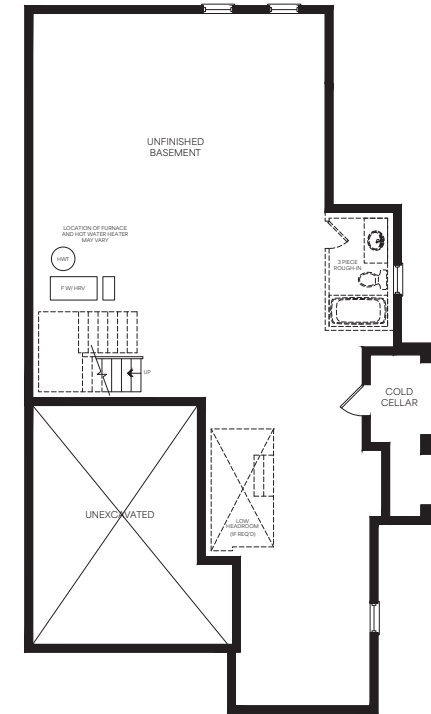 UNFINISHED
BASEMENT
LOCATION OF FURNACE
AND HOT WATER HEATER
MAY VARY
HWT
F W/ HRV
3 PIECE
ROUGH-IN
UP
COLD
CELLAR
UNEXCAVATED
LOW
HEADROOM
(IF REQ'D)